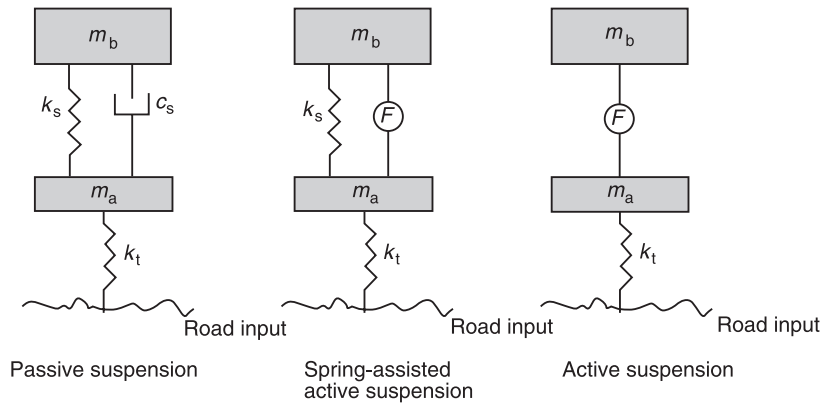 m_b
m_b
m_b
k_s
c_s
k_s
F
F
m_a
m_a
m_a
k_t
k_t
k_t
Road input
Road input
Road input
Passive suspension
Spring-assisted
active suspension
Active suspension